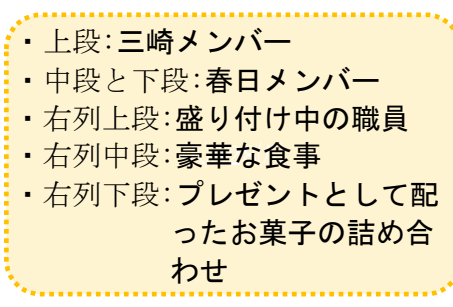 ・上段:三崎メンバー
・中段と下段:春日メンバー
・右列上段:盛り付け中の職員
・右列中段:豪華な食事
・右列下段:プレゼントとして配
ったお菓子の詰め合
わせ